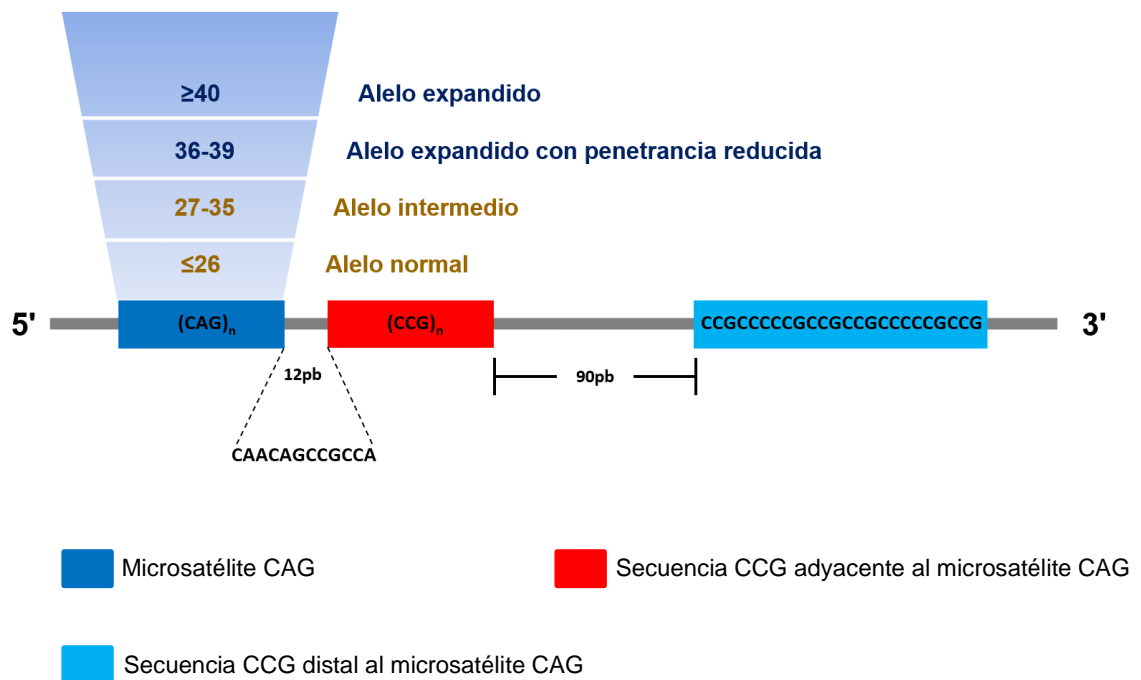 ≥40 Alelo expandido
36-39 Alelo expandido con penetrancia reducida
27-35 Alelo intermedio
≤26 Alelo normal
5' (CAG)n (CCG)n CCGCCCCCGCCGCCGCCCCCGCCG 3'
12pb 90pb
CAACAGCCGCCA
Microsatélite CAG Secuencia CCG adyacente al microsatélite CAG
Secuencia CCG distal al microsatélite CAG